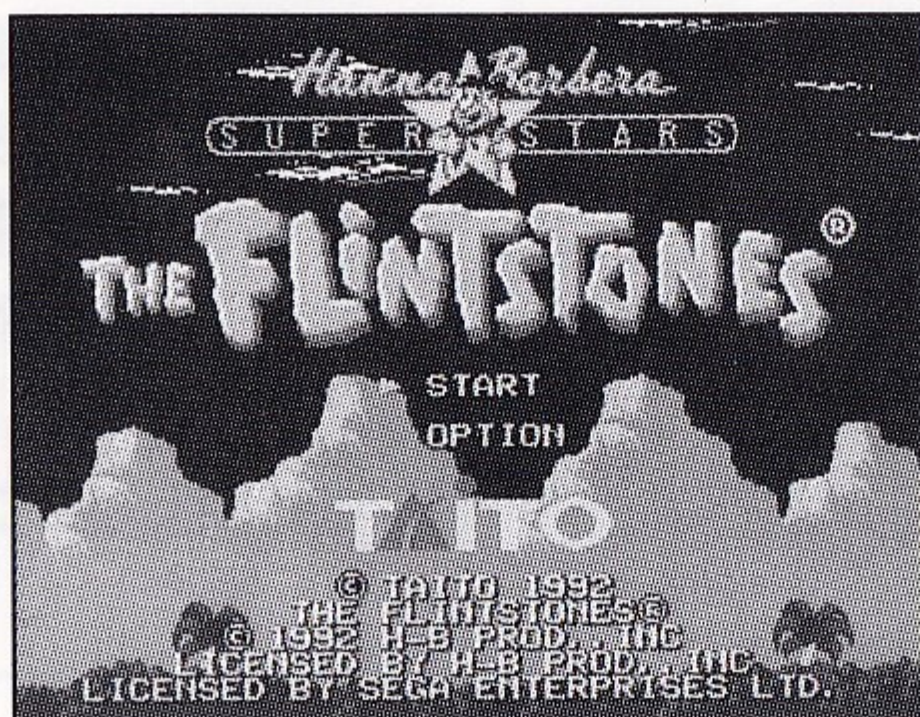 Hanna Barbera
SUPER STARS
THE FLINTSTONES®
START
OPTION
TAITO
© TAITO 1992
THE FLINTSTONES®
© 1992 H-B PROD., INC
LICENSED BY H-B PROD., INC.
LICENSED BY SEGA ENTERPRISES LTD.